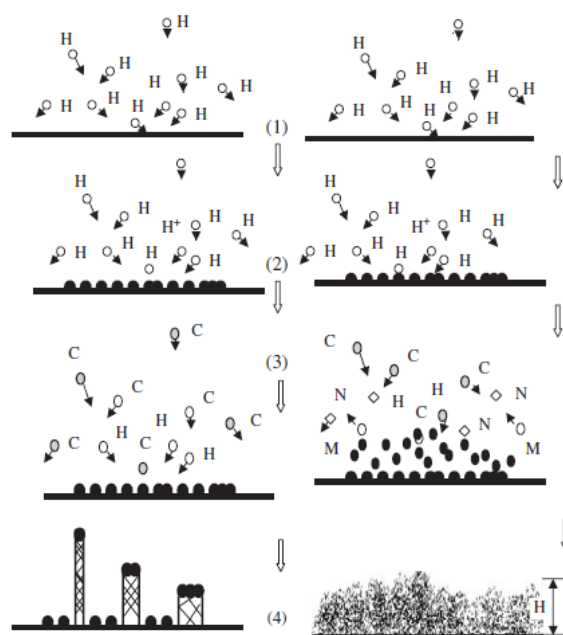 H
H H
H H H H
H H H H H
H H H H H H
H H H H
(1)
H H
H H H H
H⁺ H H H⁺ H H
H H H H H H
(2)
C
C C C C
(3)
C C N H H N
H C C N
C H C H M M
(4) H